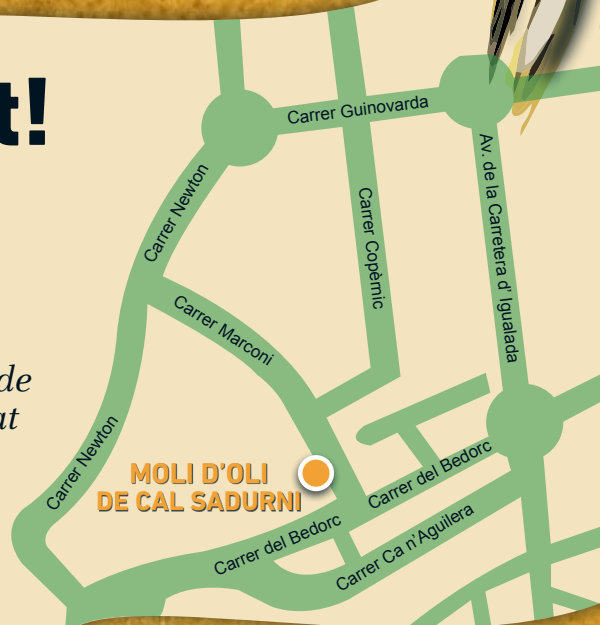 t!
Carrer Guinovarda
Av. de la Carretera d' Igualada
Carrer Newton
Carrer Copèrnic
Carrer Marconi
de
at
Carrer Newton
MOLI D'OLI
DE CAL SADURNI
Carrer del Bedorc
Carrer del Bedorc
Carrer Ca n'Aguilera